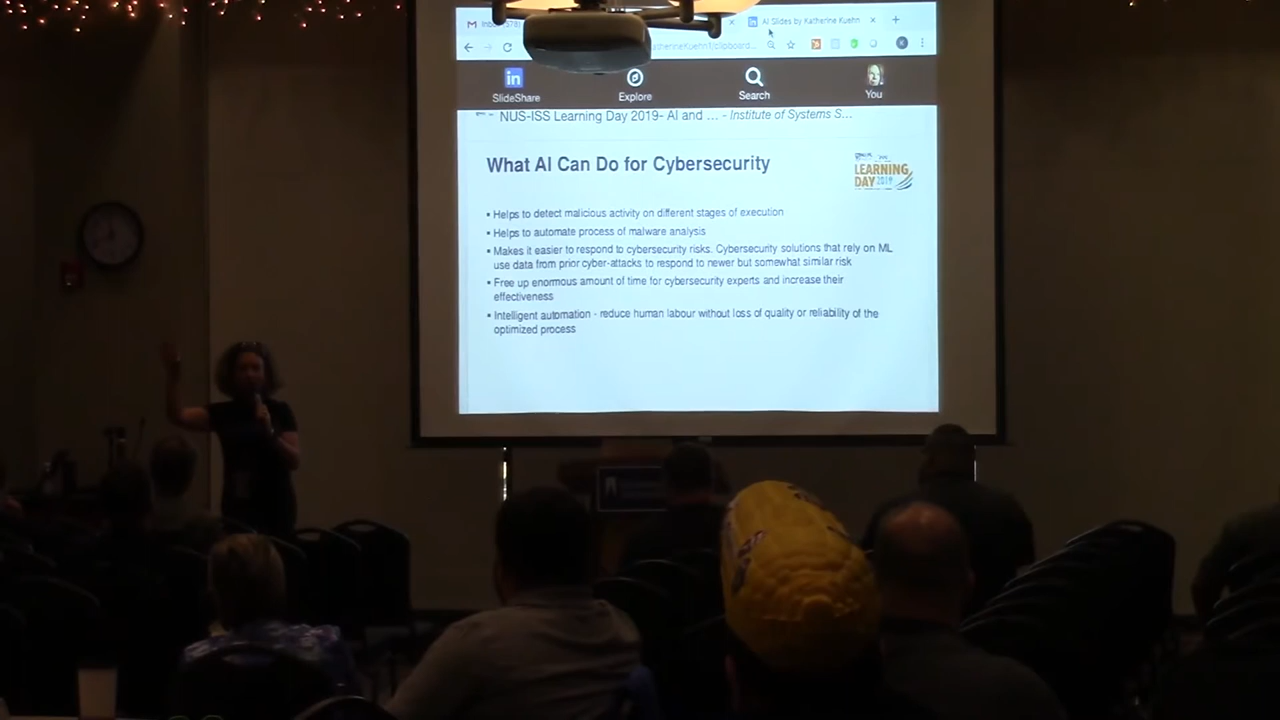 AI Slides by Katherine Kuehn
SlideShare
Explore
Search
You
NUS-ISS Learning Day 2019- AI and ... - Institute of Systems S...
What AI Can Do for Cybersecurity
LEARNING
DAY 2019
▪ Helps to detect malicious activity on different stages of execution
▪ Helps to automate process of malware analysis
▪ Makes it easier to respond to cybersecurity risks. Cybersecurity solutions that rely on ML
use data from prior cyber-attacks to respond to newer but somewhat similar risk
▪ Free up enormous amount of time for cybersecurity experts and increase their
effectiveness
▪ Intelligent automation - reduce human labour without loss of quality or reliability of the
optimized process